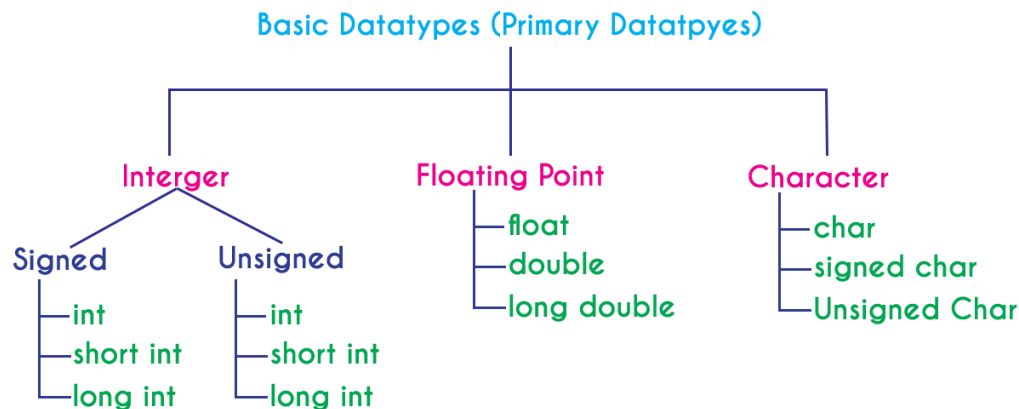 Basic Datatypes (Primary Datatpyes)
Interger
Floating Point
Character
Signed
Unsigned
int
short int
long int
int
short int
long int
float
double
long double
char
signed char
Unsigned Char